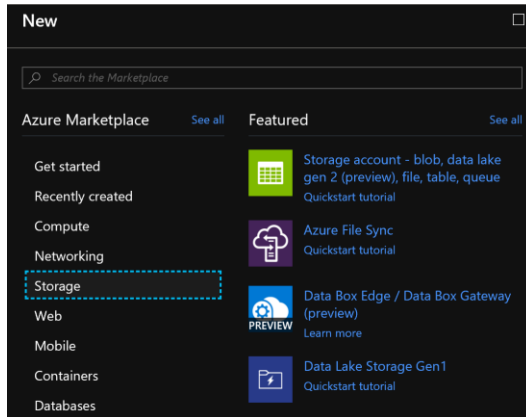 New
Search the Marketplace
Azure Marketplace
See all
Get started
Recently created
Compute
Networking
Storage
Web
Mobile
Containers
Databases
Featured
See all
Storage account - blob, data lake
gen 2 (preview), file, table, queue
Quickstart tutorial
Azure File Sync
Quickstart tutorial
PREVIEW
Data Box Edge / Data Box Gateway
(preview)
Learn more
Data Lake Storage Gen1
Quickstart tutorial